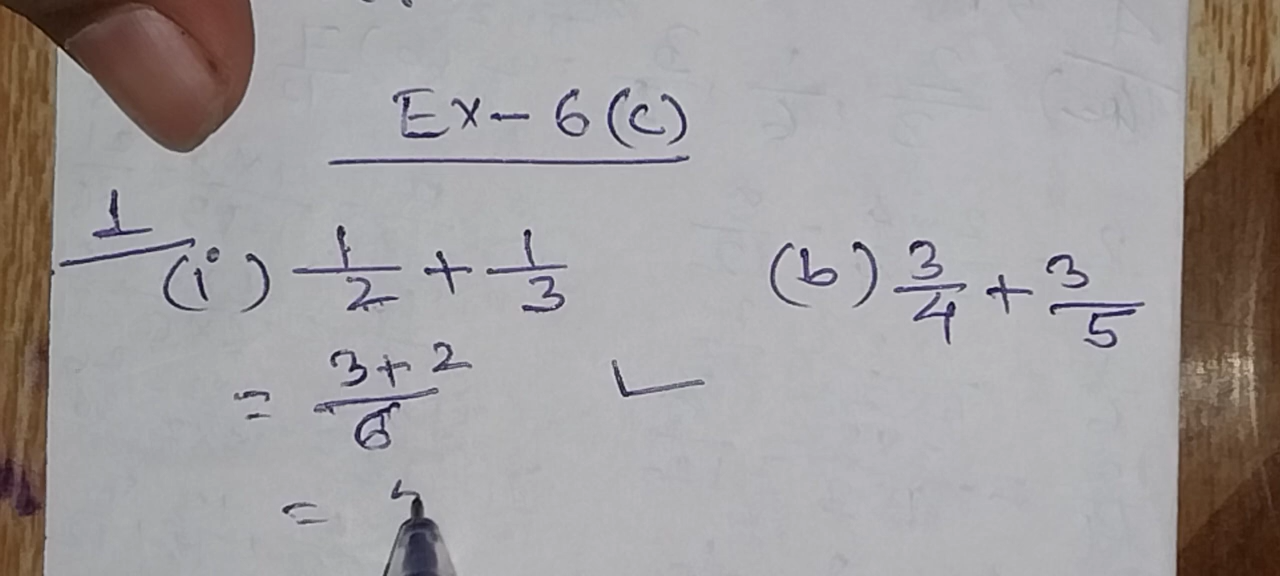 Ex - 6 (c)
1
(i) 1/2 + 1/3
= 3+2/6
=
(b) 3/4 + 3/5